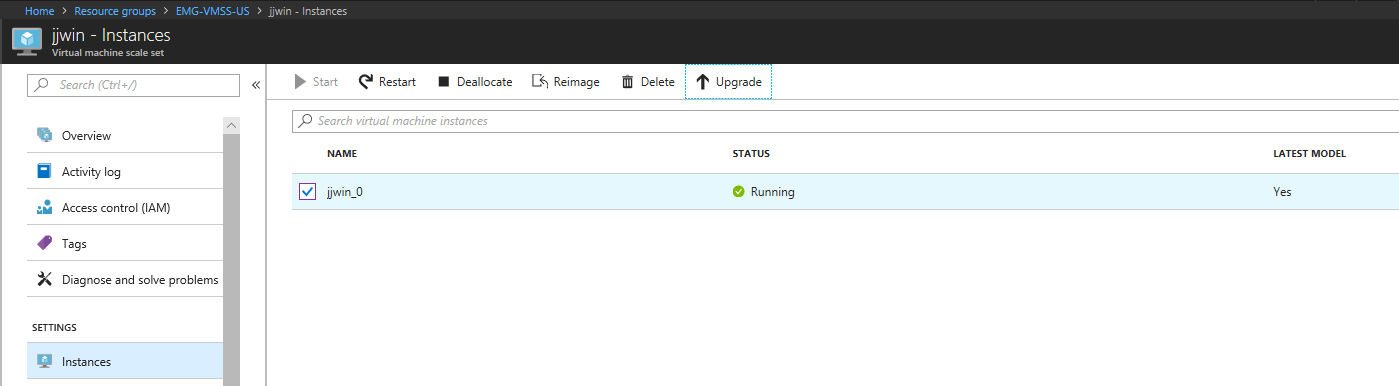 Home > Resource groups > EMG-VMSS-US > jjwin - Instances
jjwin - Instances
Virtual machine scale set
Search (Ctrl+/)
«
Start Restart Deallocate Reimage Delete Upgrade
Search virtual machine instances
NAME STATUS LATEST MODEL
jjwin_0 Running Yes
Overview
Activity log
Access control (IAM)
Tags
Diagnose and solve problems
SETTINGS
Instances